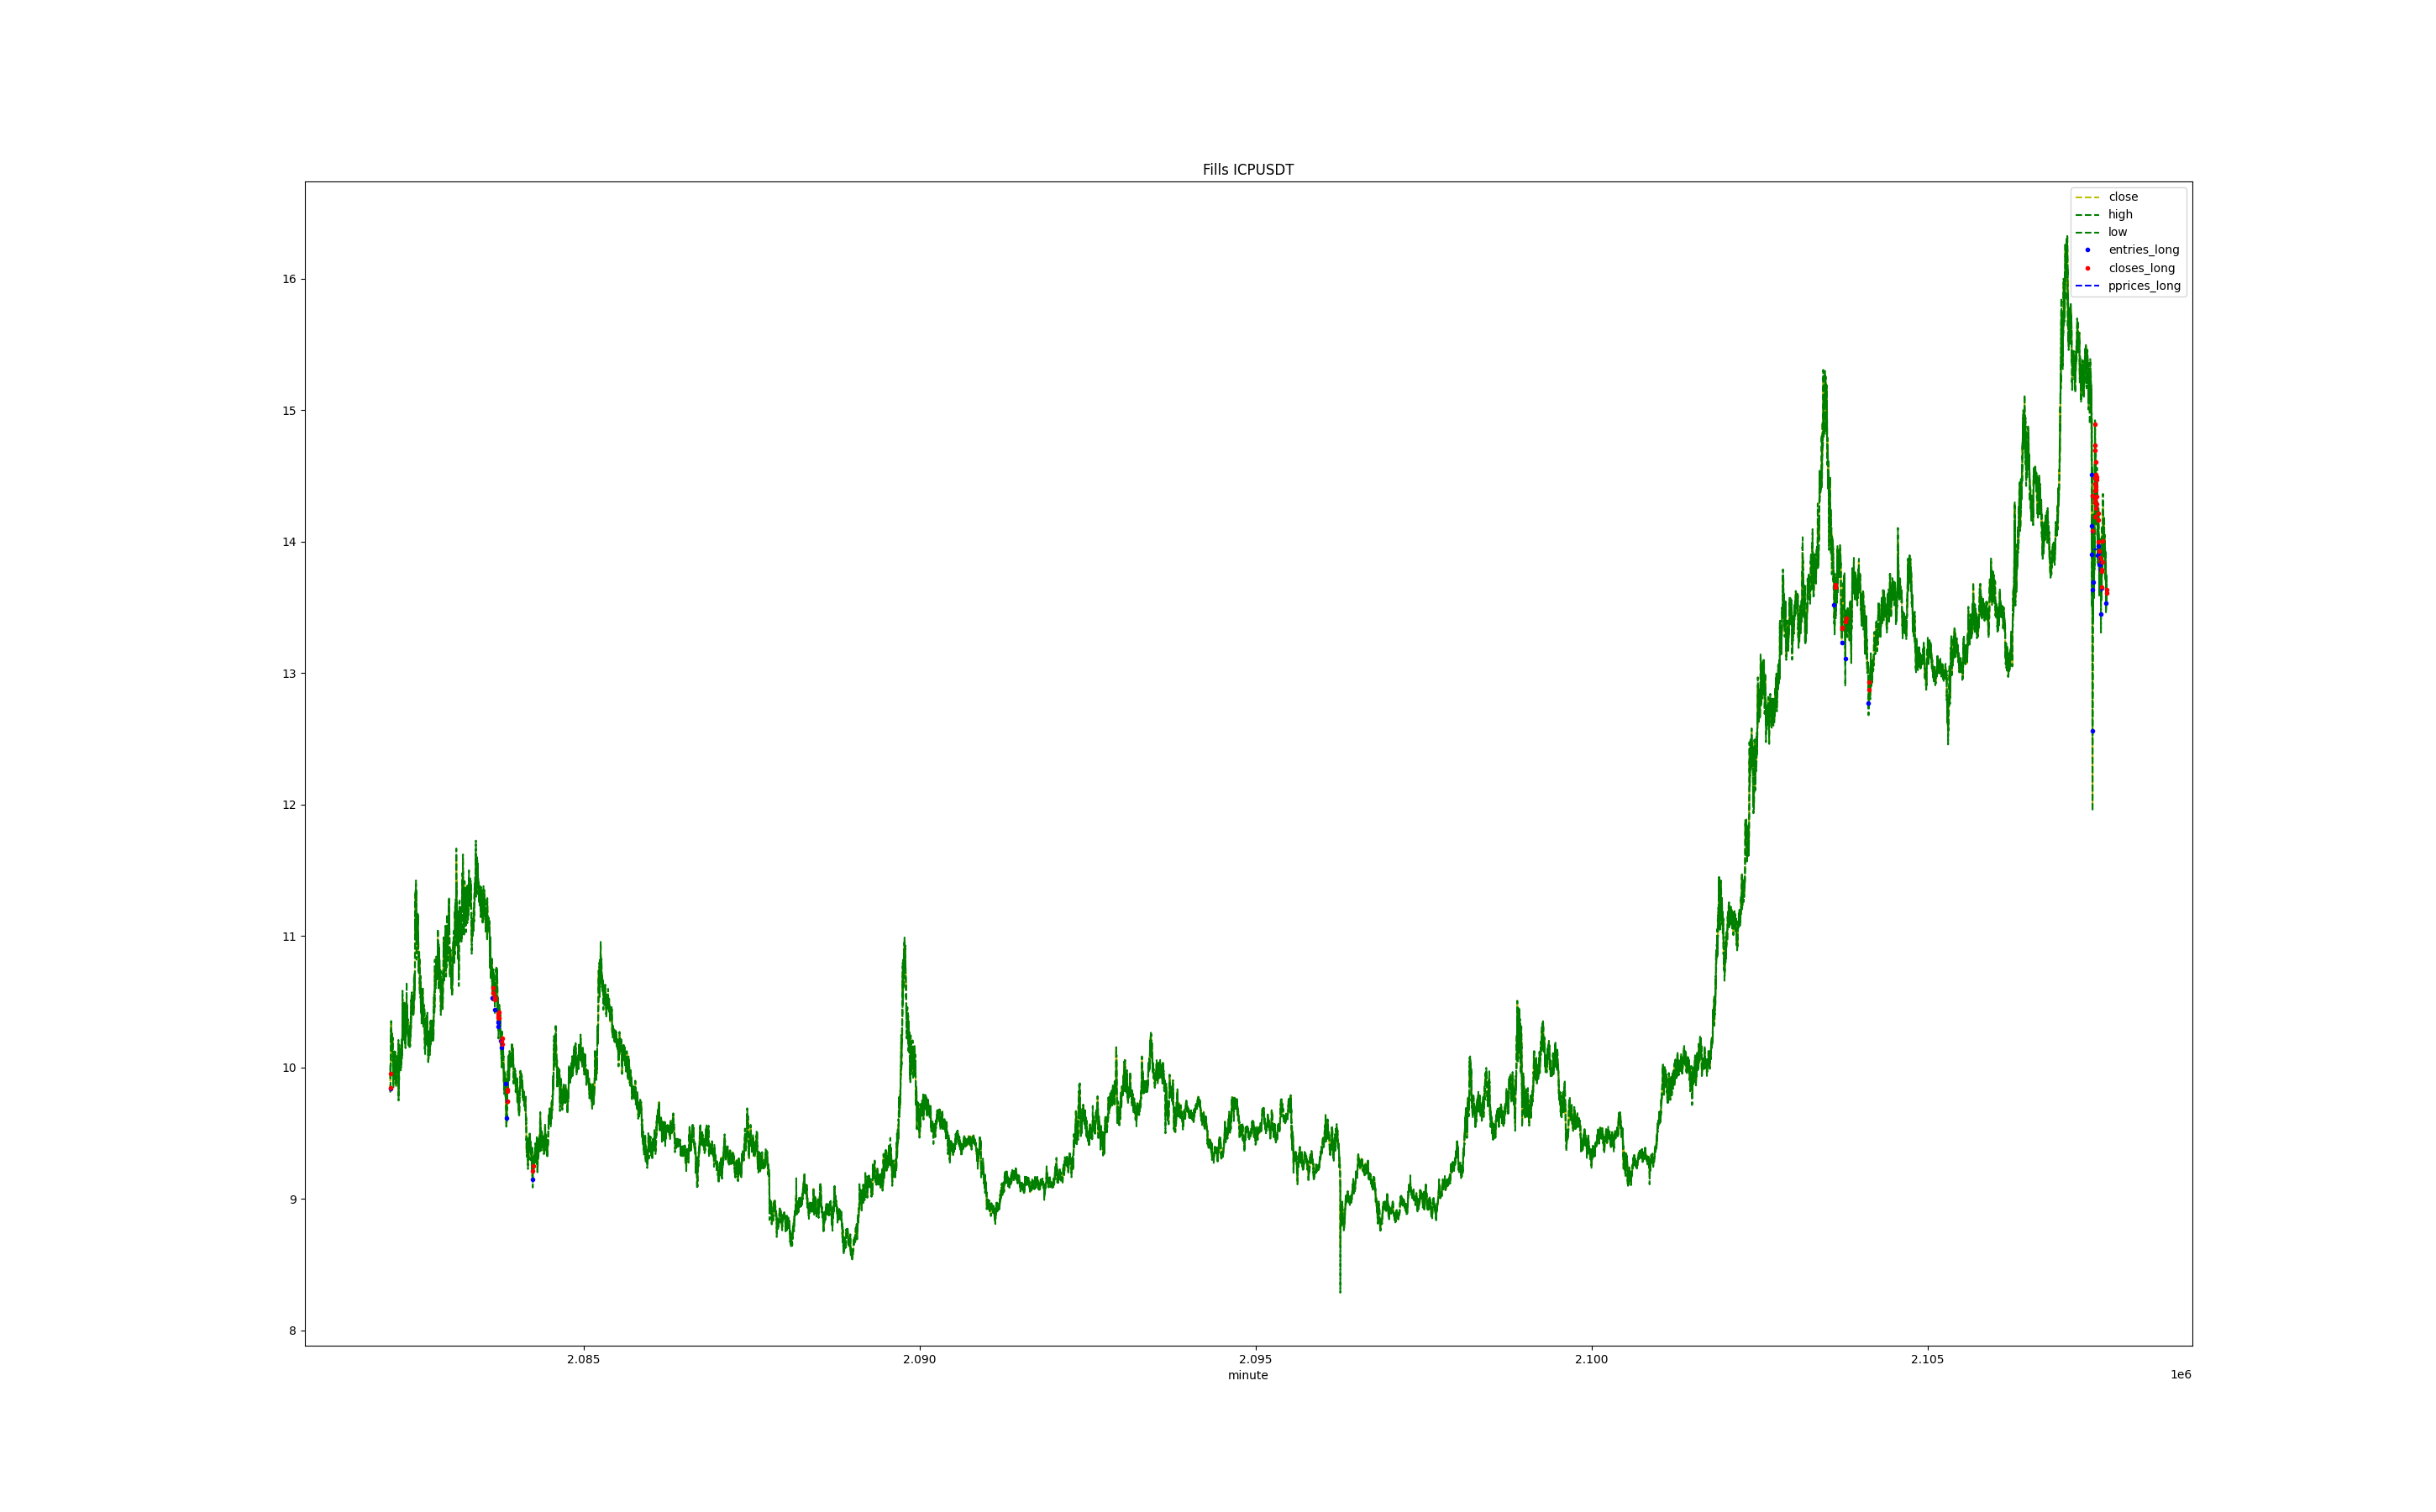 Fills ICPUSDT
close
high
low
entries_long
closes_long
pprices_long
16
15
14
13
12
11
10
9
8
2.085 2.090 2.095 2.100 2.105
minute 1e6